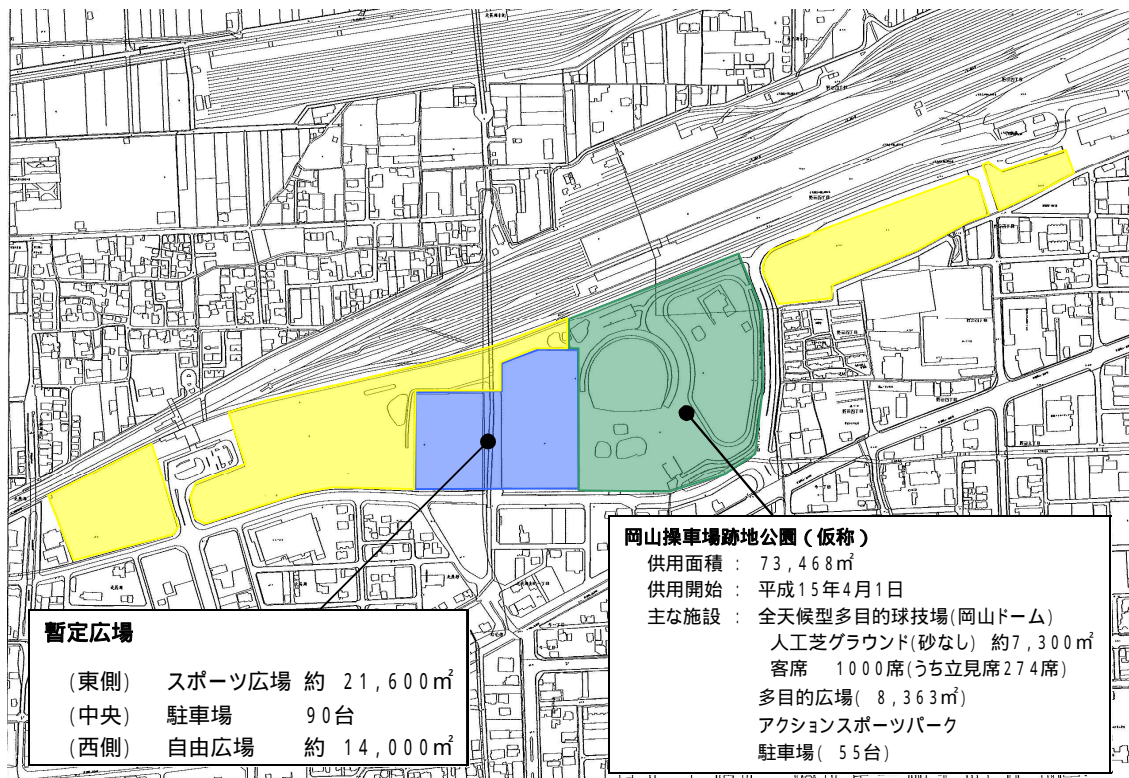 岡山操車場跡地公園(仮称)
供用面積 : 73,468㎡
供用開始 : 平成15年4月1日
主な施設 : 全天候型多目的球技場(岡山ドーム)
人工芝グラウンド(砂なし) 約7,300㎡
客席 1000席(うち立見席274席)
多目的広場( 8,363㎡)
アクションスポーツパーク
駐車場( 55台)
暫定広場
(東側) スポーツ広場 約 21,600㎡
(中央) 駐車場 90台
(西側) 自由広場 約 14,000㎡